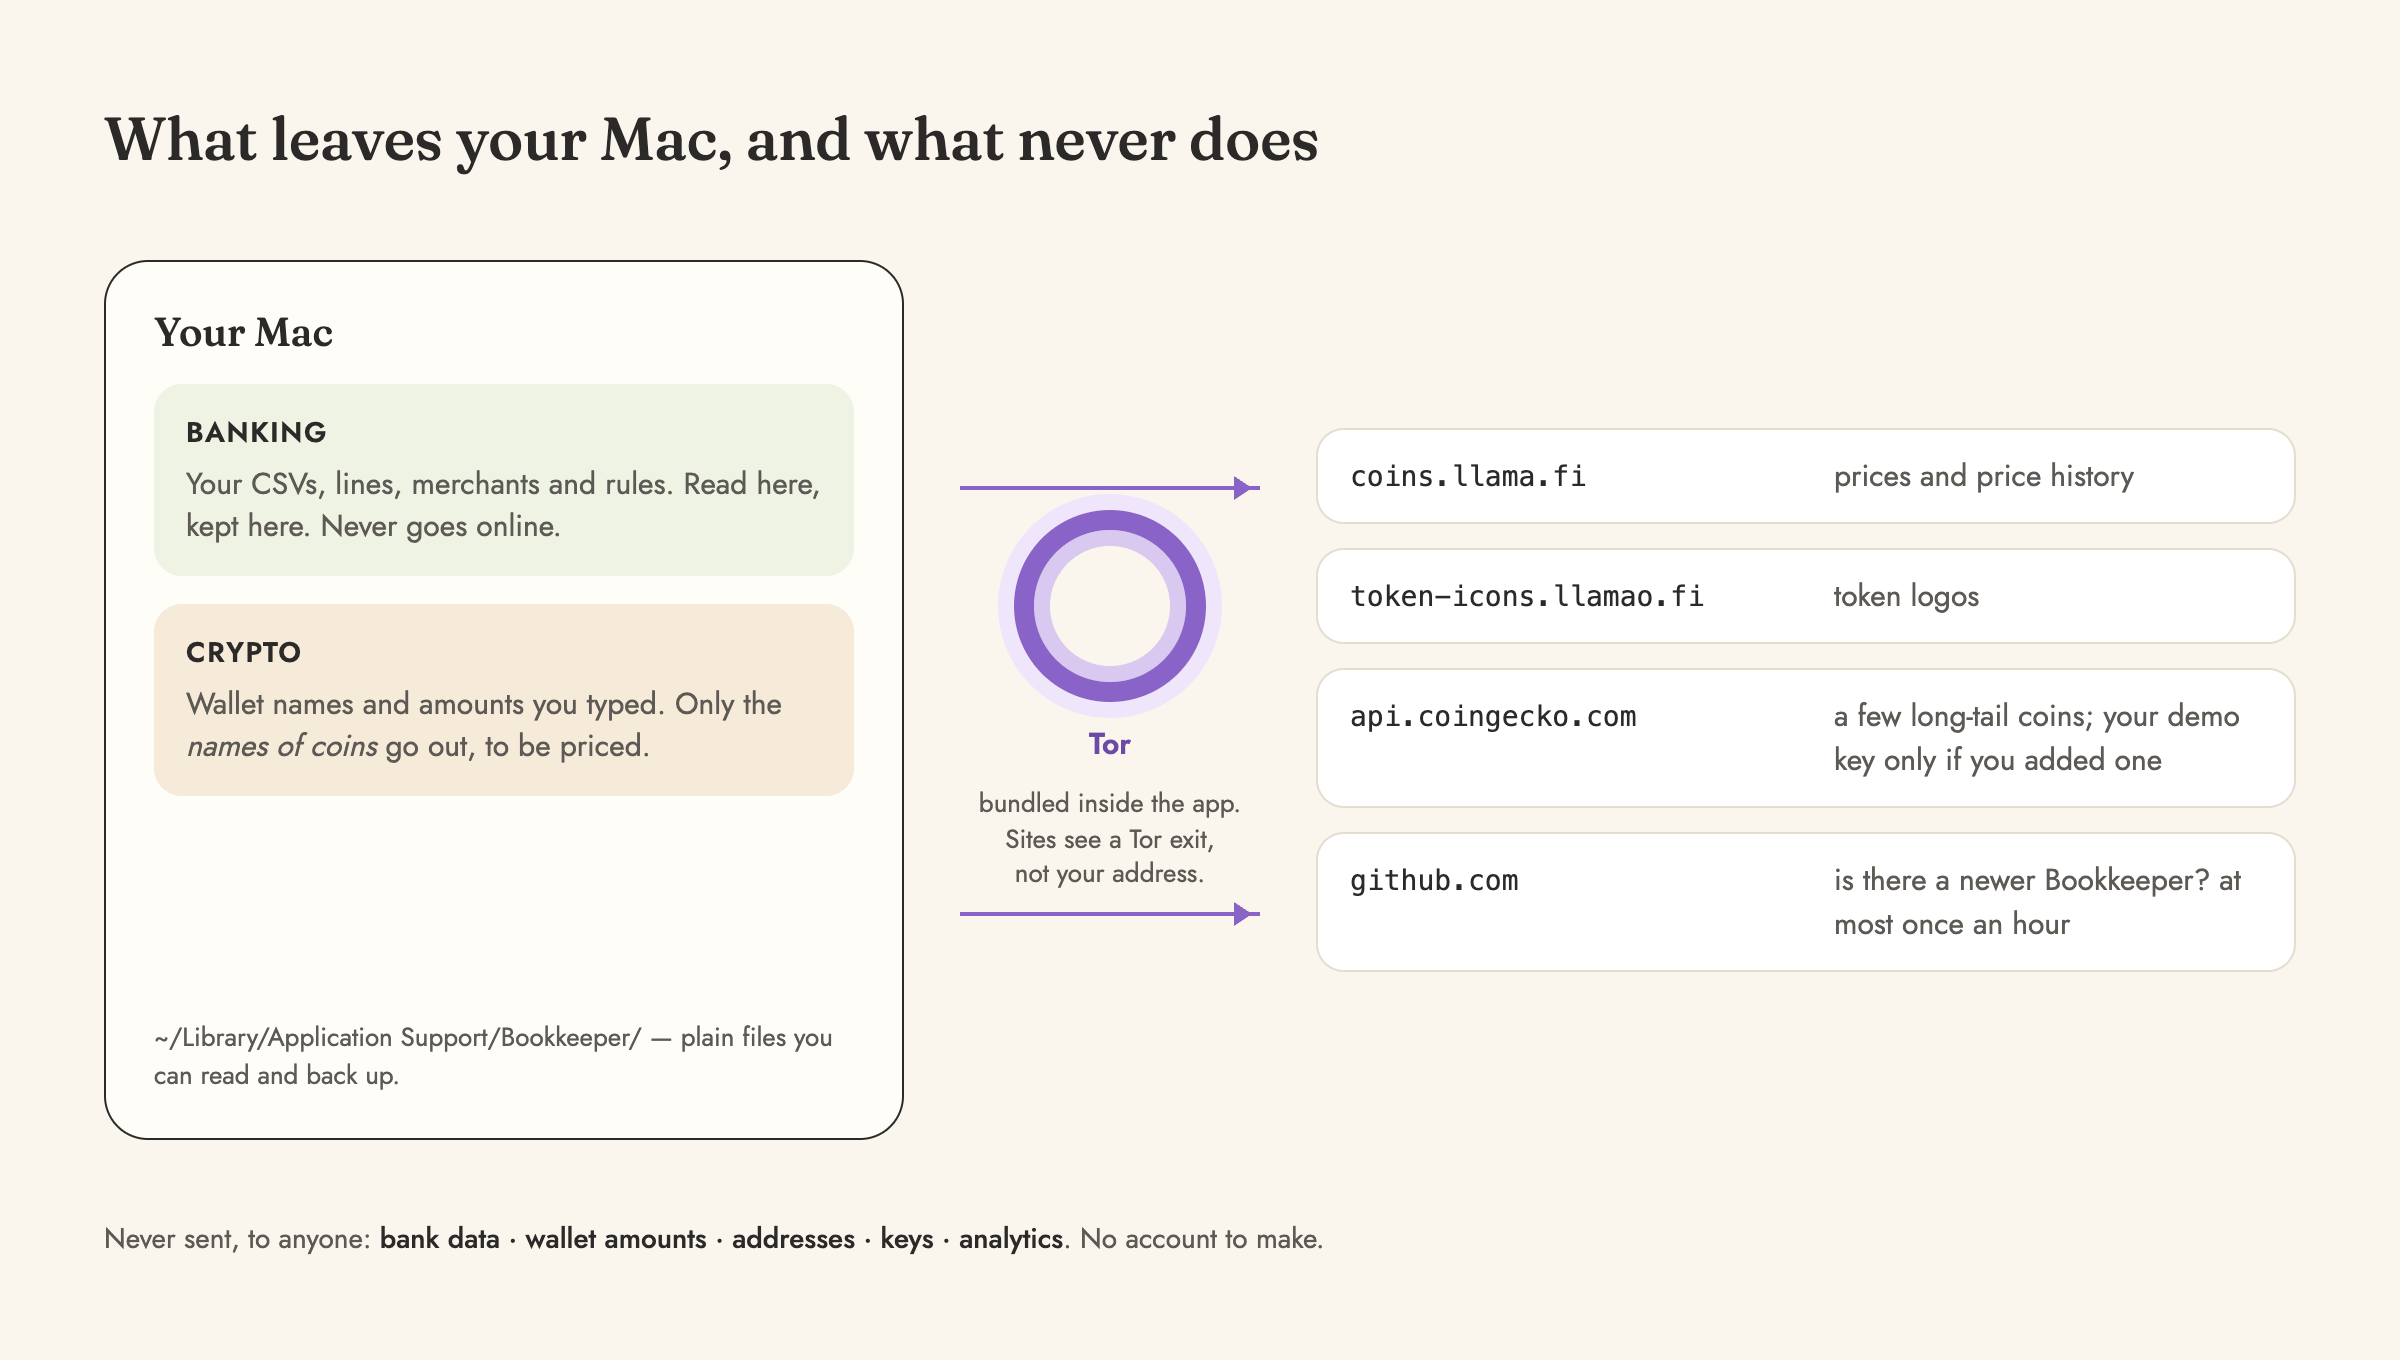 What leaves your Mac, and what never does
Your Mac
BANKING
Your CSVs, lines, merchants and rules. Read here,
kept here. Never goes online.
CRYPTO
Wallet names and amounts you typed. Only the
names of coins go out, to be priced.
~/Library/Application Support/Bookkeeper/ — plain files you
can read and back up.
Tor
bundled inside the app.
Sites see a Tor exit,
not your address.
coins.llama.fi prices and price history
token-icons.llamao.fi token logos
api.coingecko.com a few long-tail coins; your demo
key only if you added one
github.com is there a newer Bookkeeper? at
most once an hour
Never sent, to anyone: bank data · wallet amounts · addresses · keys · analytics. No account to make.